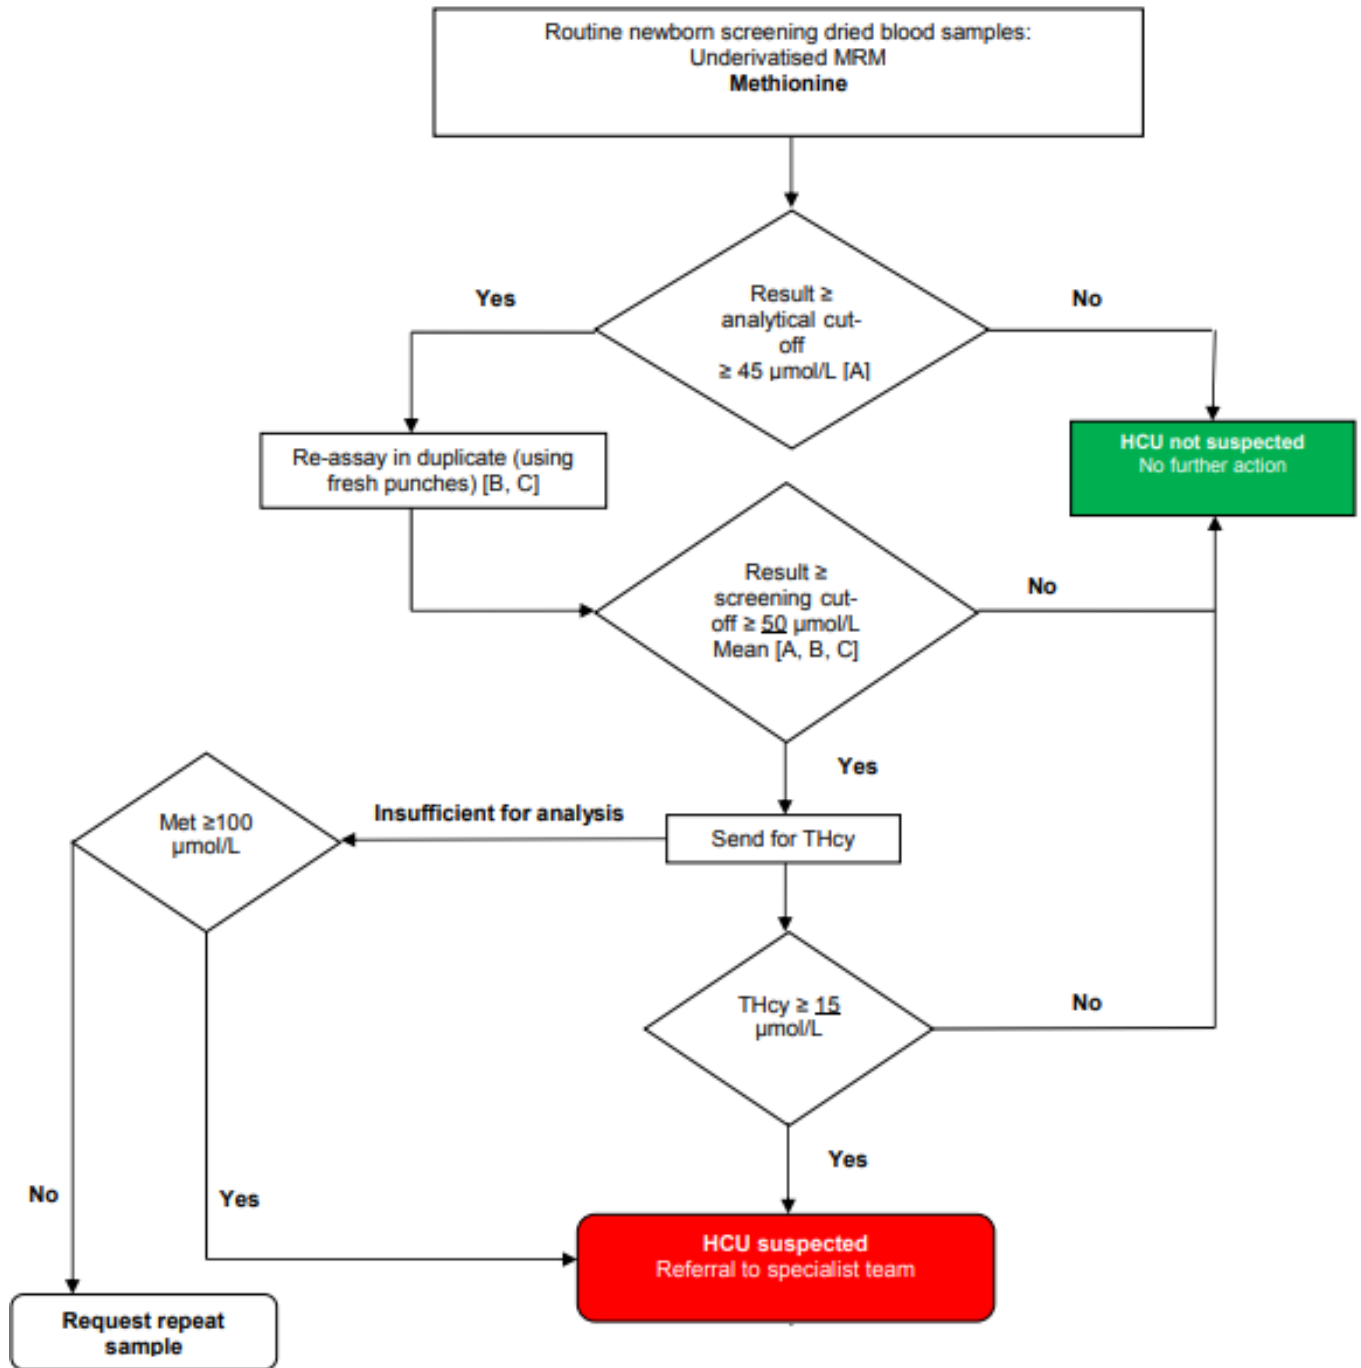 Routine newborn screening dried blood samples:
Underivatised MRM
Methionine
Yes
Result ≥
analytical cut-
off
≥ 45 µmol/L [A]
No
Re-assay in duplicate (using
fresh punches) [B, C]
HCU not suspected
No further action
Result ≥
screening cut-
off ≥ 50 µmol/L
Mean [A, B, C]
No
Yes
Met ≥100
µmol/L
Insufficient for analysis
Send for THcy
THcy ≥ 15
µmol/L
No
Yes
No
Yes
HCU suspected
Referral to specialist team
Request repeat
sample